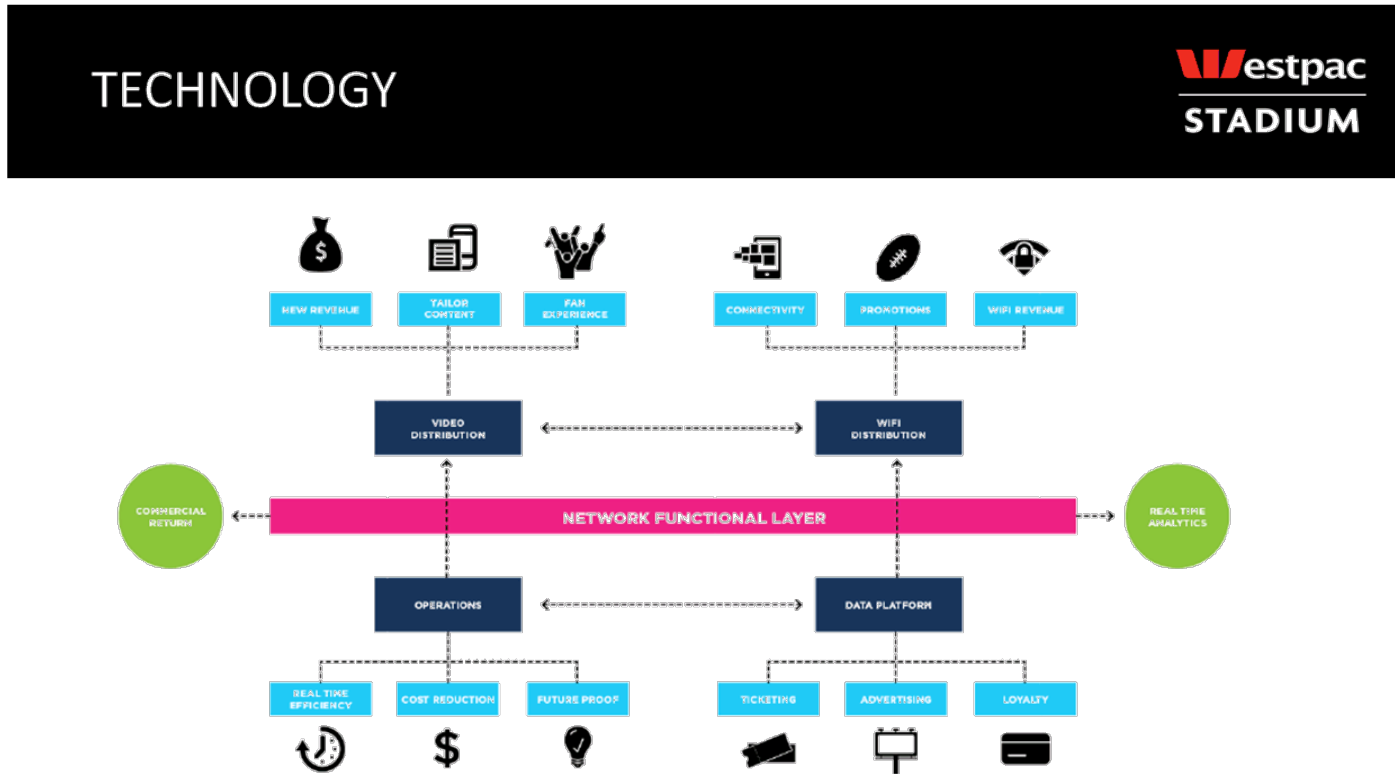 TECHNOLOGY
Westpac
STADIUM
$
NEW REVENUE
TAILOR
CONTENT
FAN
EXPERIENCE
CONNECTIVITY
PROMOTIONS
WIFI REVENUE
VIDEO
DISTRIBUTION
WIFI
DISTRIBUTION
COMMERCIAL
RETURN
NETWORK FUNCTIONAL LAYER
REAL TIME
ANALYTICS
OPERATIONS
DATA PLATFORM
REAL TIME
EFFICIENCY
COST REDUCTION
FUTURE PROOF
TICKETING
ADVERTISING
LOYALTY
$